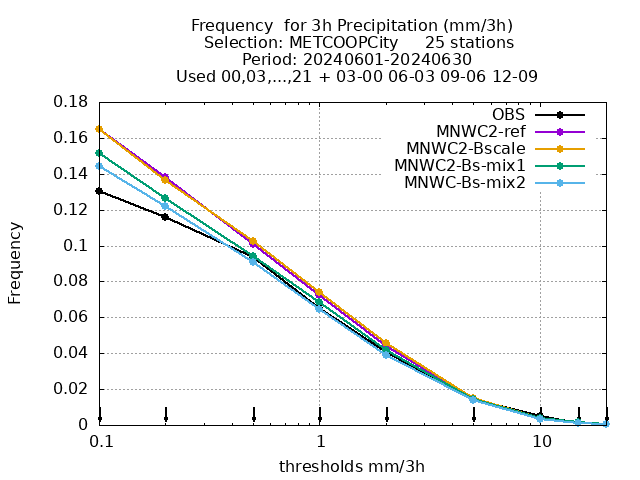 Frequency  for 3h Precipitation (mm/3h)
Selection: METCOOPCity     25 stations
Period: 20240601-20240630
Used 00,03,...,21 + 03-00 06-03 09-06 12-09
OBS
MNWC2-ref
MNWC2-Bscale
MNWC2-Bs-mix1
MNWC-Bs-mix2
0.18
0.16
0.14
0.12
0.1
0.08
0.06
0.04
0.02
0
Frequency
0.1 1 10
thresholds mm/3h